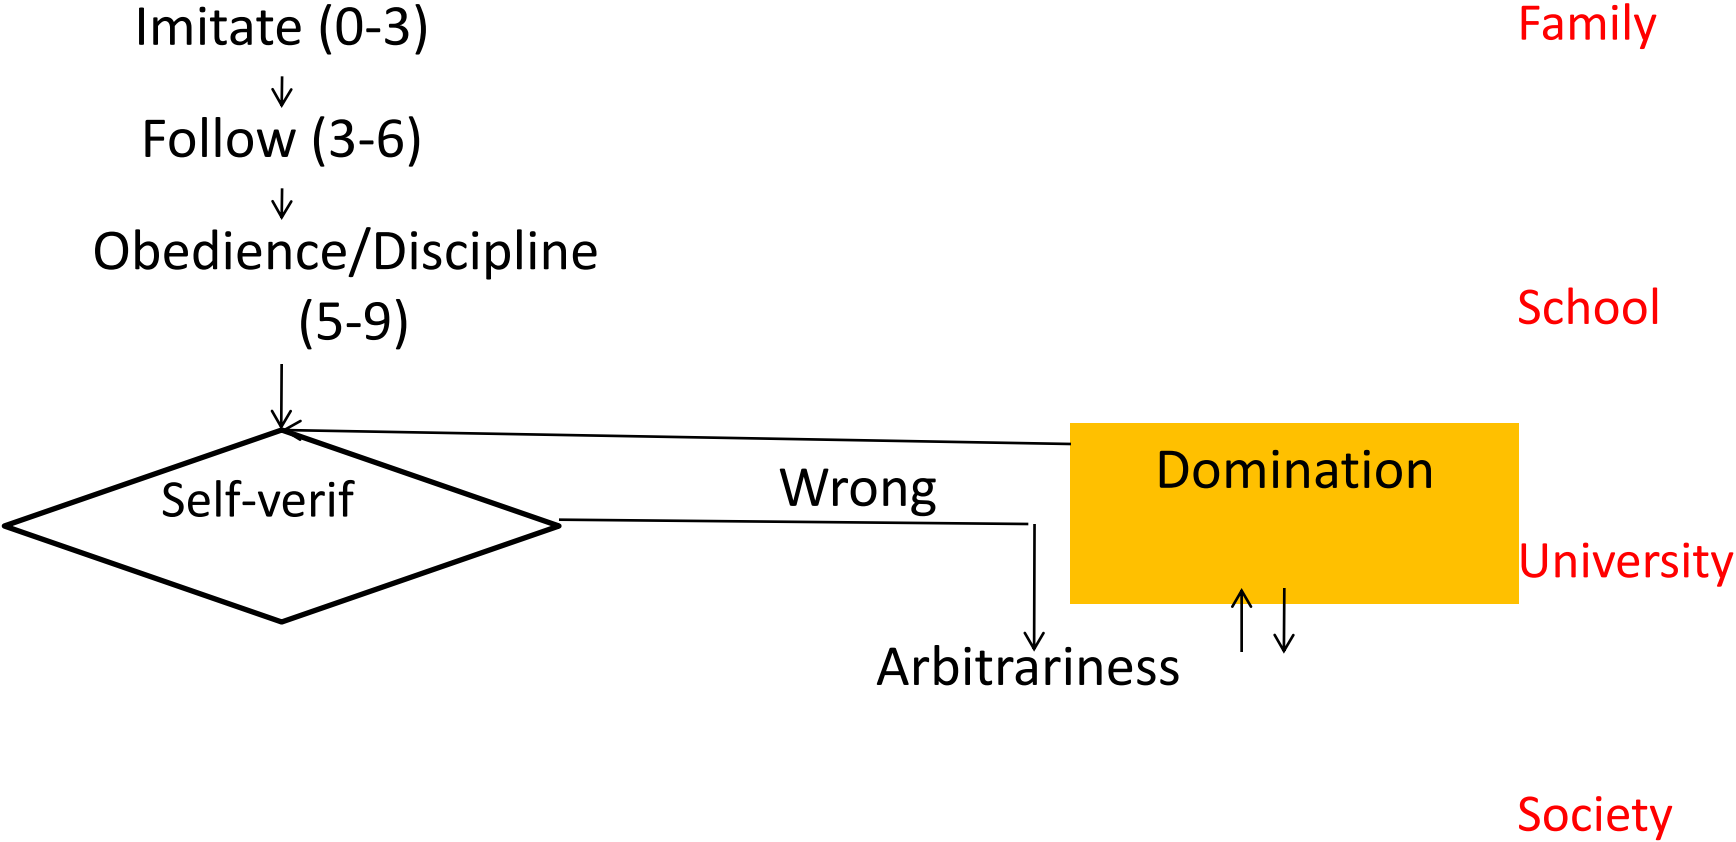 Imitate (0-3)
Family
Follow (3-6)
Obedience/Discipline
(5-9)
School
Self-verif
Wrong
Domination
University
Arbitrariness
Society